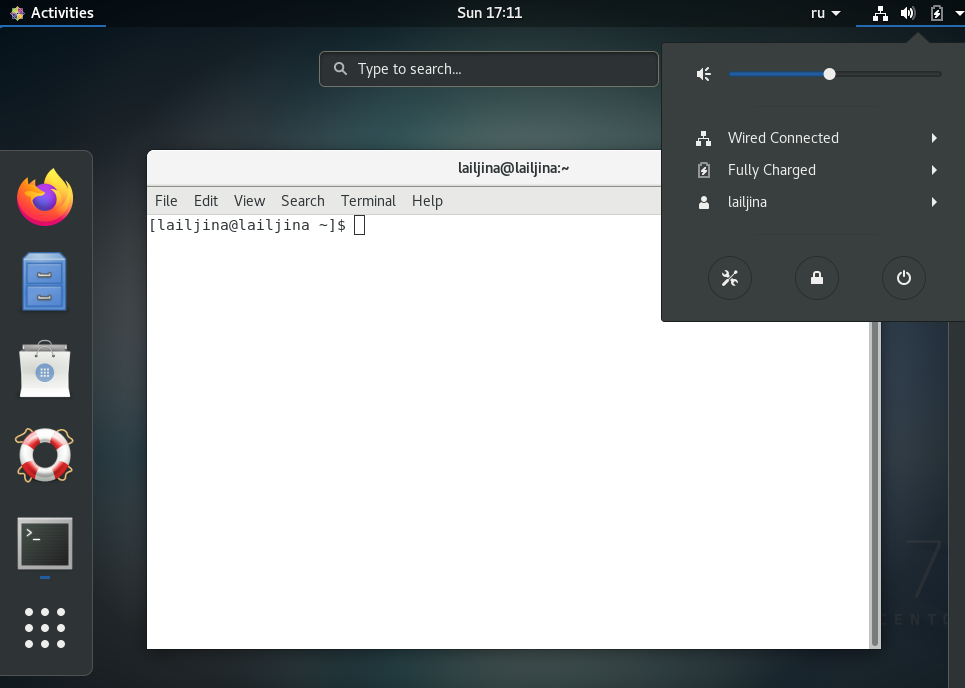 Activities
Sun 17:11
ru
Type to search...
Wired Connected
Fully Charged
lailjina
lailjina@lailjina:~
File Edit View Search Terminal Help
[lailjina@lailjina ~]$
>_
7
CENTO